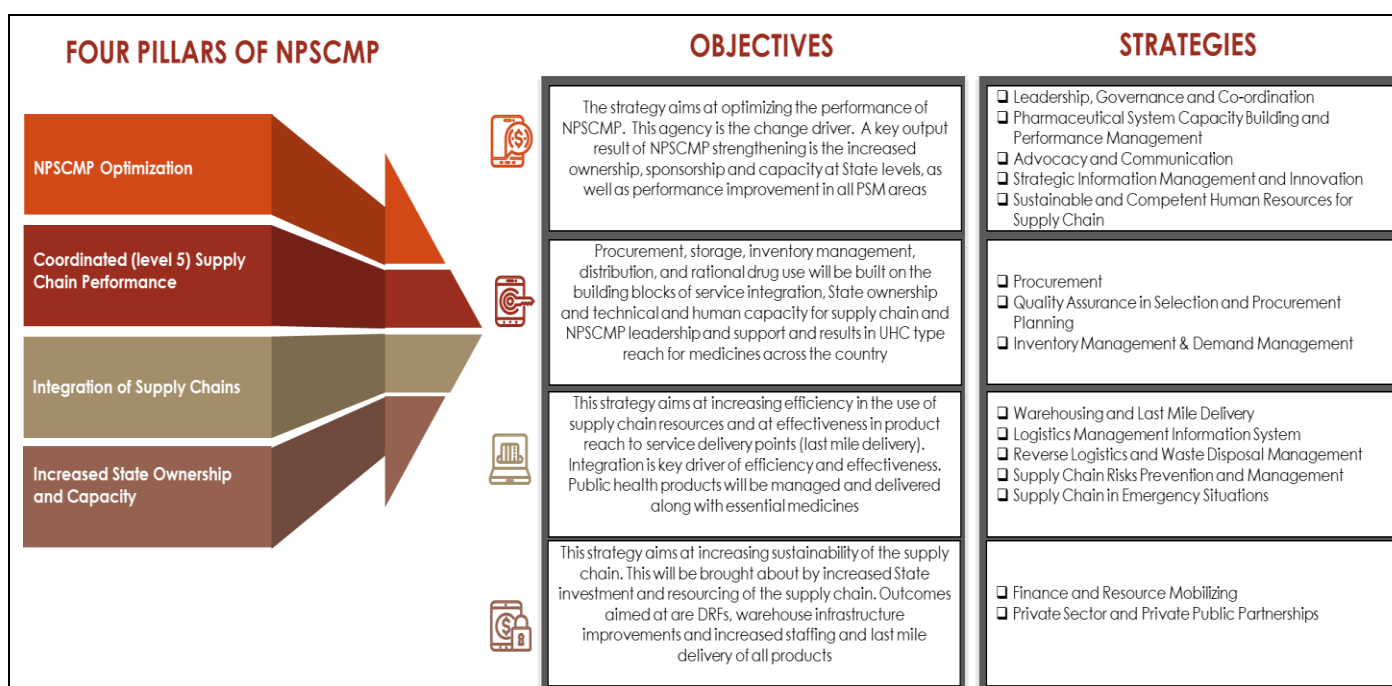 FOUR PILLARS OF NPSCMP
OBJECTIVES
STRATEGIES
NPSCMP Optimization
The strategy aims at optimizing the performance of
NPSCMP. This agency is the change driver. A key output
result of NPSCMP strengthening is the increased
ownership, sponsorship and capacity at State levels, as
well as performance improvement in all PSM areas
Leadership, Governance and Co-ordination
Pharmaceutical System Capacity Building and
Performance Management
Advocacy and Communication
Strategic Information Management and Innovation
Sustainable and Competent Human Resources for
Supply Chain
Coordinated (level 5) Supply
Chain Performance
Procurement, storage, inventory management,
distribution, and rational drug use will be built on the
building blocks of service integration, State ownership
and technical and human capacity for supply chain and
NPSCMP leadership and support and results in UHC type
reach for medicines across the country
Procurement
Quality Assurance in Selection and Procurement
Planning
Inventory Management & Demand Management
Integration of Supply Chains
This strategy aims at increasing efficiency in the use of
supply chain resources and at effectiveness in product
reach to service delivery points (last mile delivery).
Integration is key driver of efficiency and effectiveness.
Public health products will be managed and delivered
along with essential medicines
Warehousing and Last Mile Delivery
Logistics Management Information System
Reverse Logistics and Waste Disposal Management
Supply Chain Risks Prevention and Management
Supply Chain in Emergency Situations
Increased State Ownership
and Capacity
This strategy aims at increasing sustainability of the supply
chain. This will be brought about by increased State
investment and resourcing of the supply chain. Outcomes
aimed at are DRFs, warehouse infrastructure
improvements and increased staffing and last mile
delivery of all products
Finance and Resource Mobilizing
Private Sector and Private Public Partnerships